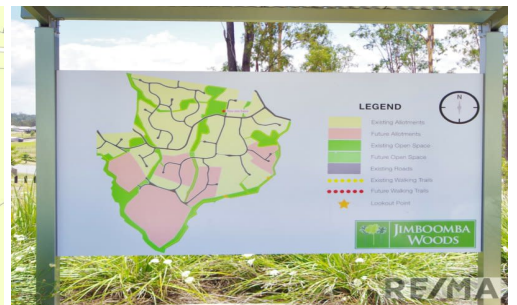 LEGEND
N
Existing Allotments
Future Allotments
Existing Open Space
Future Open Space
Existing Roads
Existing Walking Trails
Future Walking Trails
Lookout Point
JIMBOOMBA
WOODS
RE/MA